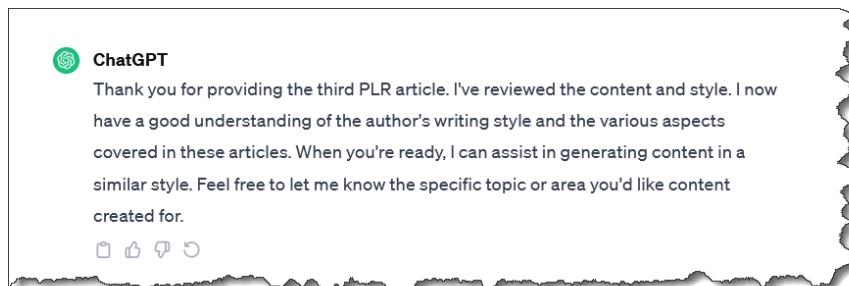 ChatGPT
Thank you for providing the third PLR article. I've reviewed the content and style. I now
have a good understanding of the author's writing style and the various aspects
covered in these articles. When you're ready, I can assist in generating content in a
similar style. Feel free to let me know the specific topic or area you'd like content
created for.